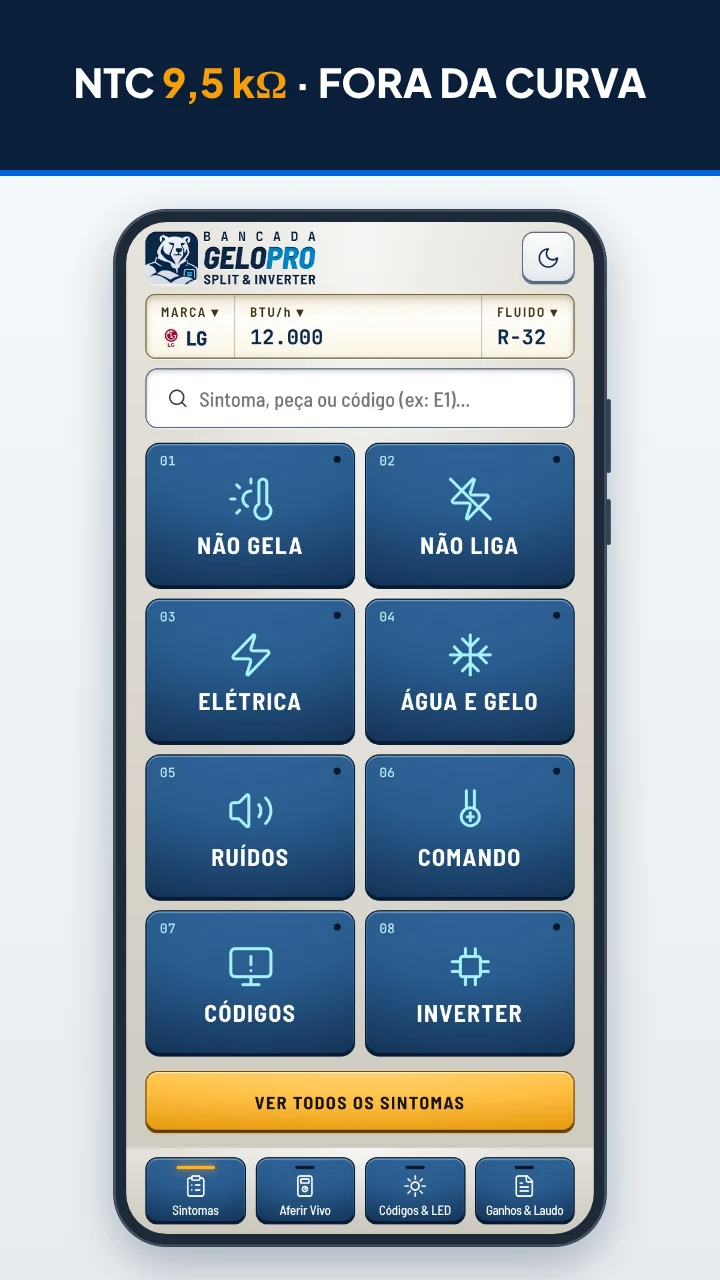 NTC 9,5 kΩ · FORA DA CURVA
BANCADA
GELOPRO
SPLIT & INVERTER
MARCA ▾
LG
LG
BTU/h ▾
12.000
FLUIDO ▾
R-32
Sintoma, peça ou código (ex: E1)...
01
NÃO GELA
02
NÃO LIGA
03
ELÉTRICA
04
ÁGUA E GELO
05
RUÍDOS
06
COMANDO
07
CÓDIGOS
08
INVERTER
VER TODOS OS SINTOMAS
Sintomas
Aferir Vivo
Códigos & LED
Ganhos & Laudo